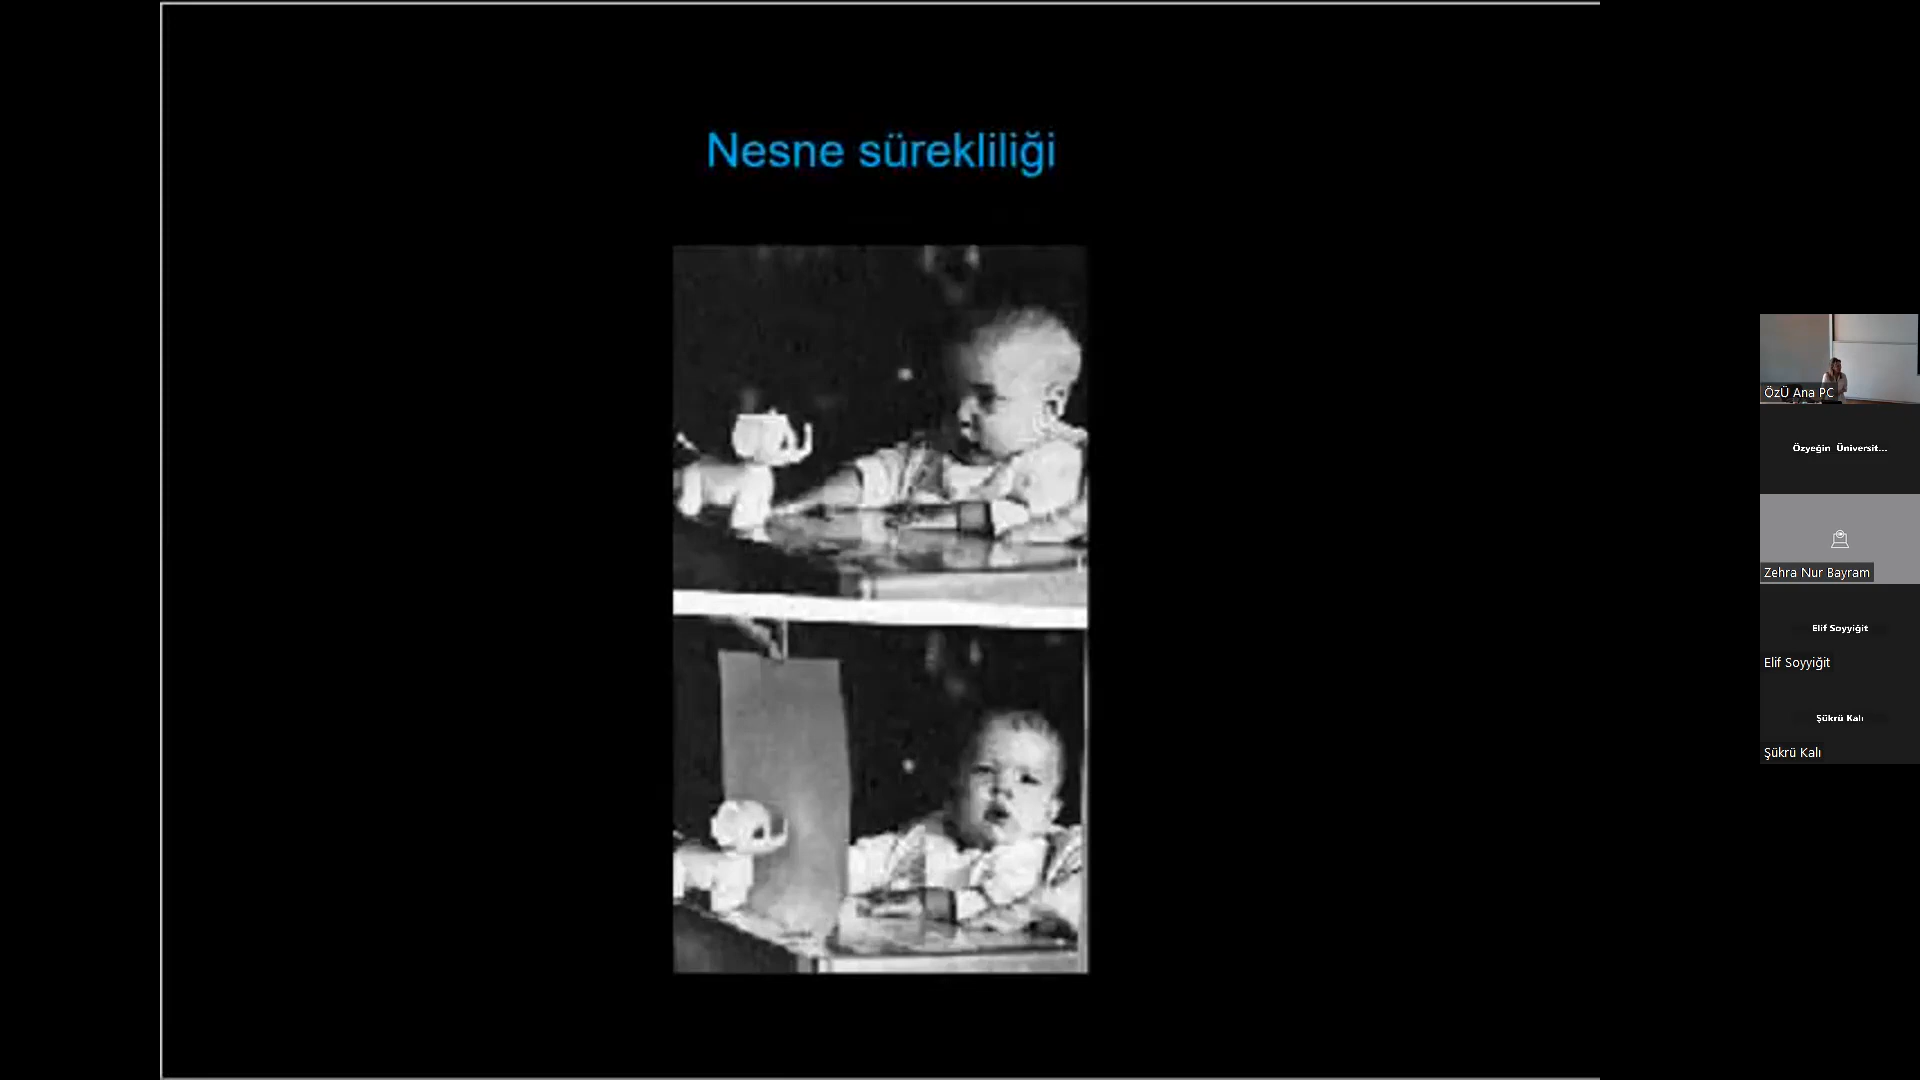 Nesne sürekliliği
ÖzÜ Ana PC
Özyeğin Üniversit...
Zehra Nur Bayram
Elif Soyyiğit
Elif Soyyiğit
Şükrü Kalı
Şükrü Kalı